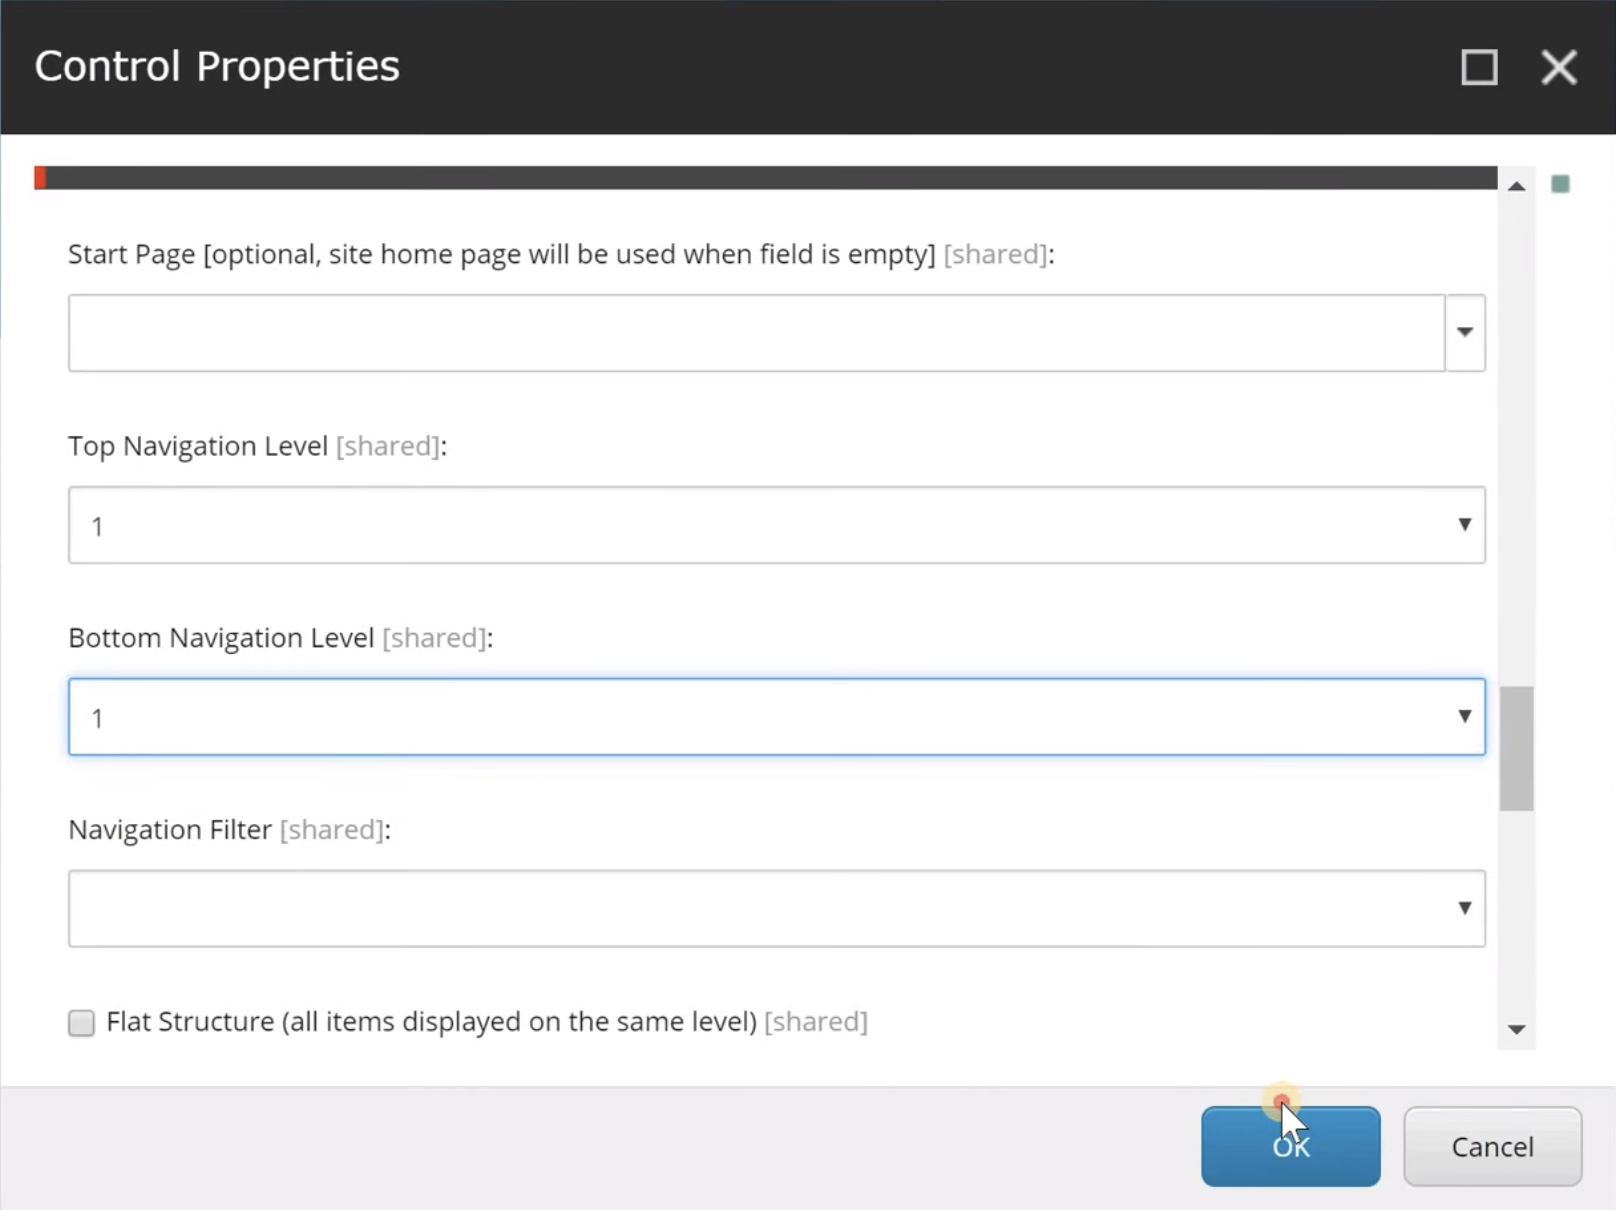 Control Properties
Start Page [optional, site home page will be used when field is empty] [shared]:
Top Navigation Level [shared]:
1
Bottom Navigation Level [shared]:
1
Navigation Filter [shared]:
Flat Structure (all items displayed on the same level) [shared]
OK Cancel